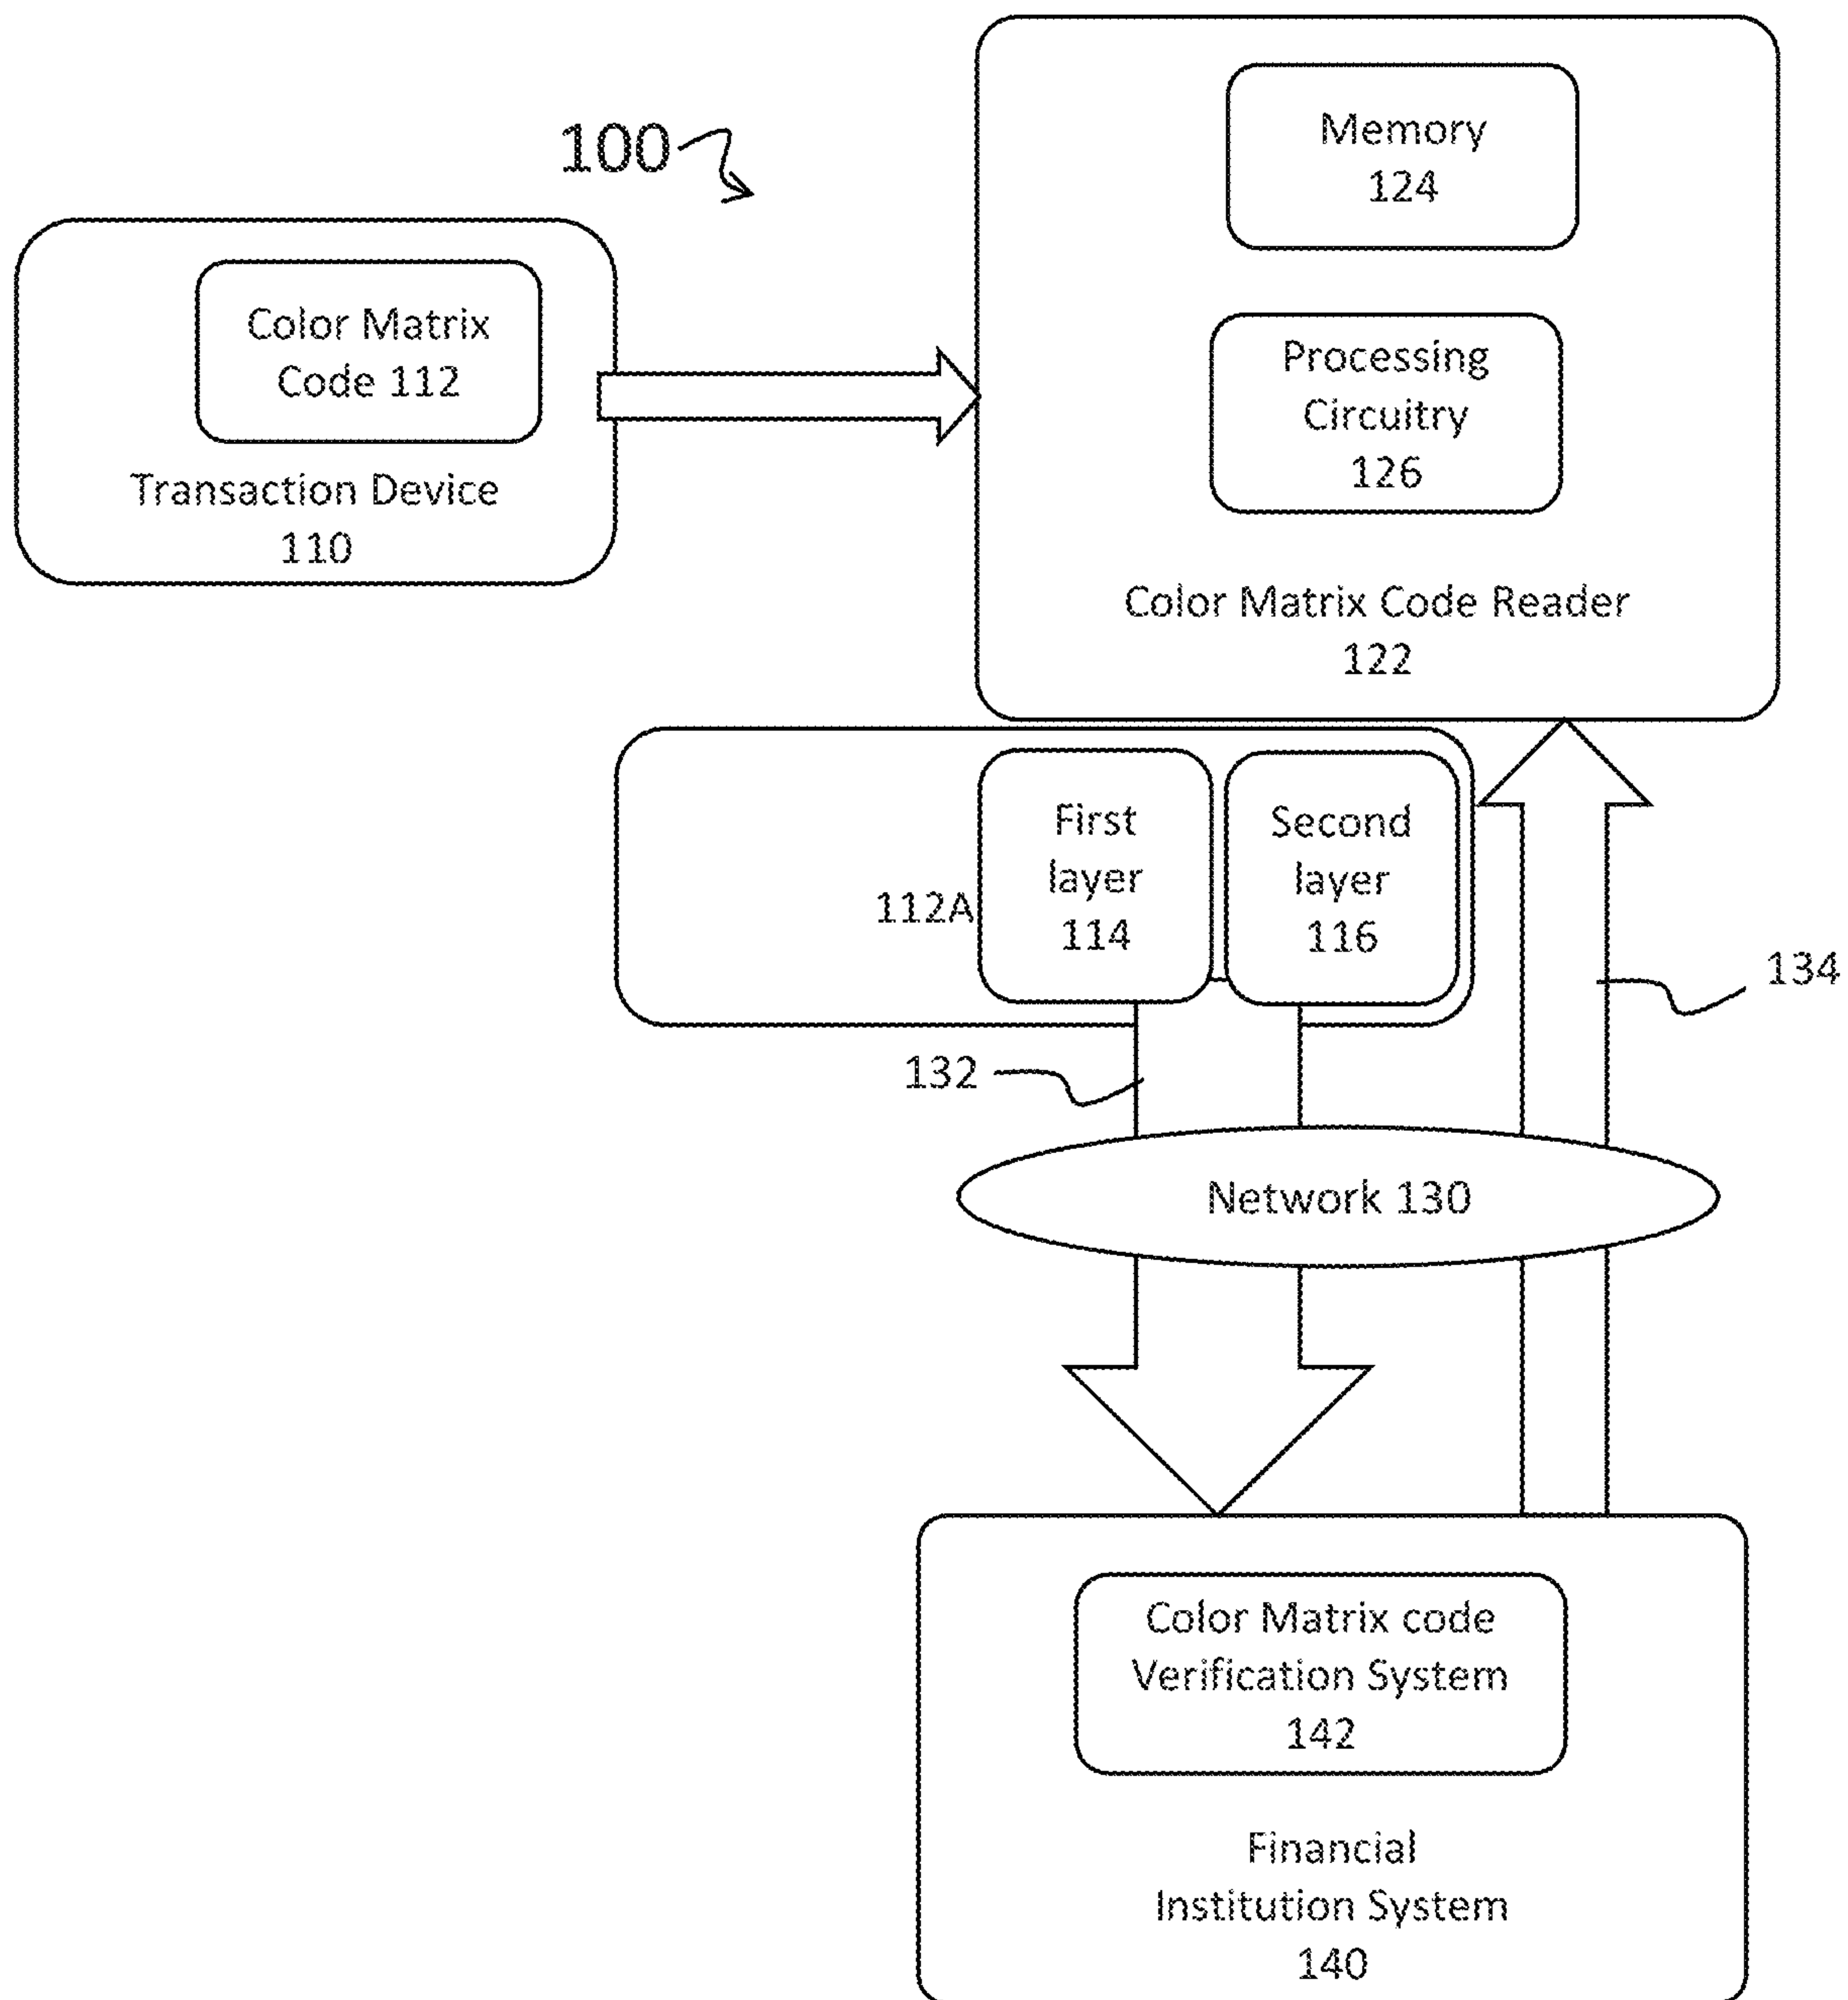 100
Memory
124
Color Matrix
Code 112
Transaction Device
110
Processing
Circuitry
126
Color Matrix Code Reader
122
112A
First
layer
114
Second
layer
116
134
132
Network 130
Color Matrix code
Verification System
142
Financial
Institution System
140